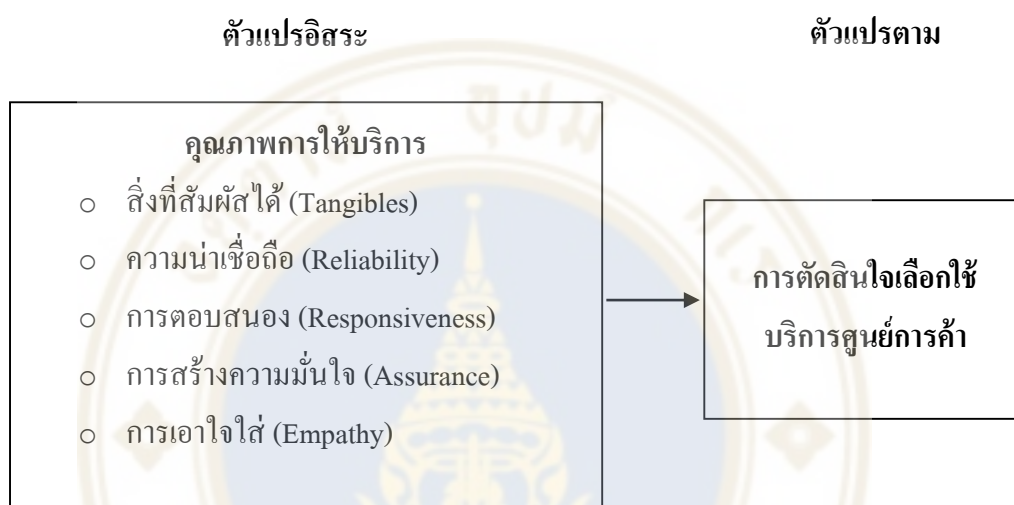 ตัวแปรอิสระ
ตัวแปรตาม
คุณภาพการให้บริการ
○ สิ่งที่สัมผัสได้ (Tangibles)
○ ความน่าเชื่อถือ (Reliability)
○ การตอบสนอง (Responsiveness)
○ การสร้างความมั่นใจ (Assurance)
○ การเอาใจใส่ (Empathy)
การตัดสินใจเลือกใช้
บริการศูนย์การค้า